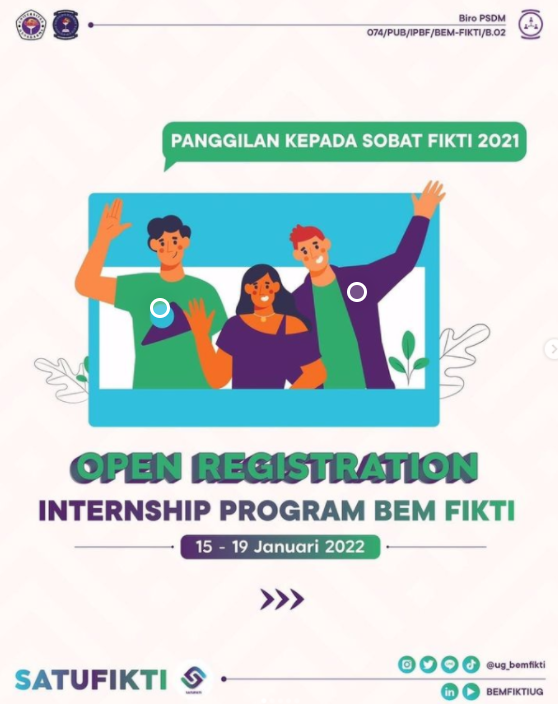 Biro PSDM
074/PUB/IPBF/BEM-FIKTI/B.02
PANGGILAN KEPADA SOBAT FIKTI 2021
OPEN REGISTRATION
INTERNSHIP PROGRAM BEM FIKTI
15 - 19 Januari 2022
SATUFIKTI
@ug_bemfikti
BEMFIKTIUG